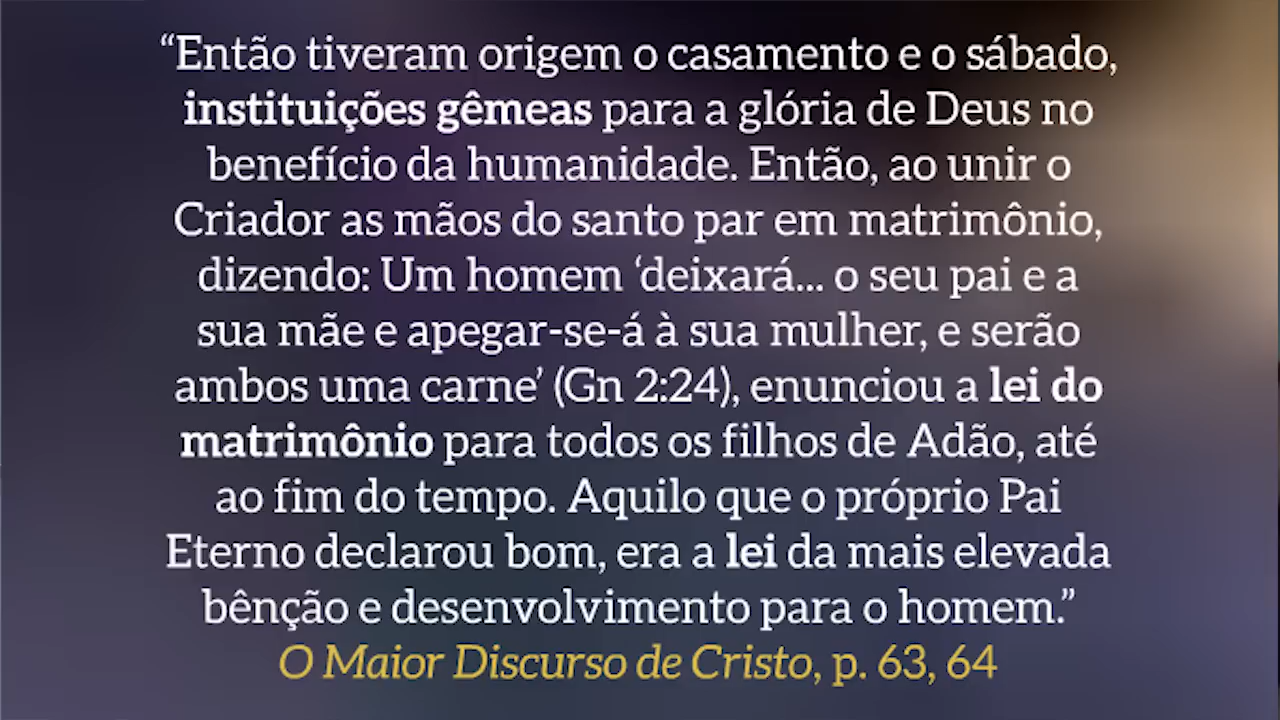 “Então tiveram origem o casamento e o sábado,
instituições gêmeas para a glória de Deus no
benefício da humanidade. Então, ao unir o
Criador as mãos do santo par em matrimônio,
dizendo: Um homem ‘deixará... o seu pai e a
sua mãe e apegar-se-á à sua mulher, e serão
ambos uma carne’ (Gn 2:24), enunciou a lei do
matrimônio para todos os filhos de Adão, até
ao fim do tempo. Aquilo que o próprio Pai
Eterno declarou bom, era a lei da mais elevada
bênção e desenvolvimento para o homem.”
O Maior Discurso de Cristo, p. 63, 64